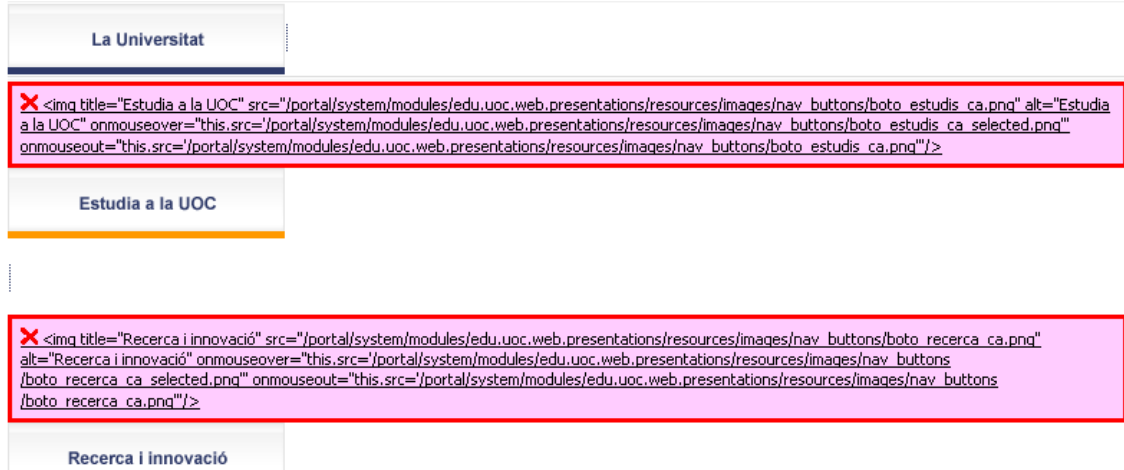 La Universitat
<img title="Estudia a la UOC" src="/portal/system/modules/edu.uoc.web.presentations/resources/images/nav_buttons/boto_estudis_ca.png" alt="Estudia
a la UOC" onmouseover="this.src='/portal/system/modules/edu.uoc.web.presentations/resources/images/nav_buttons/boto_estudis_ca_selected.png'"
onmouseout="this.src='/portal/system/modules/edu.uoc.web.presentations/resources/images/nav_buttons/boto_estudis_ca.png'"/>
Estudia a la UOC
<img title="Recerca i innovació" src="/portal/system/modules/edu.uoc.web.presentations/resources/images/nav_buttons/boto_recerca_ca.png"
alt="Recerca i innovació" onmouseover="this.src='/portal/system/modules/edu.uoc.web.presentations/resources/images/nav_buttons
/boto_recerca_ca_selected.png'" onmouseout="this.src='/portal/system/modules/edu.uoc.web.presentations/resources/images/nav_buttons
/boto_recerca_ca.png'"/>
Recerca i innovació